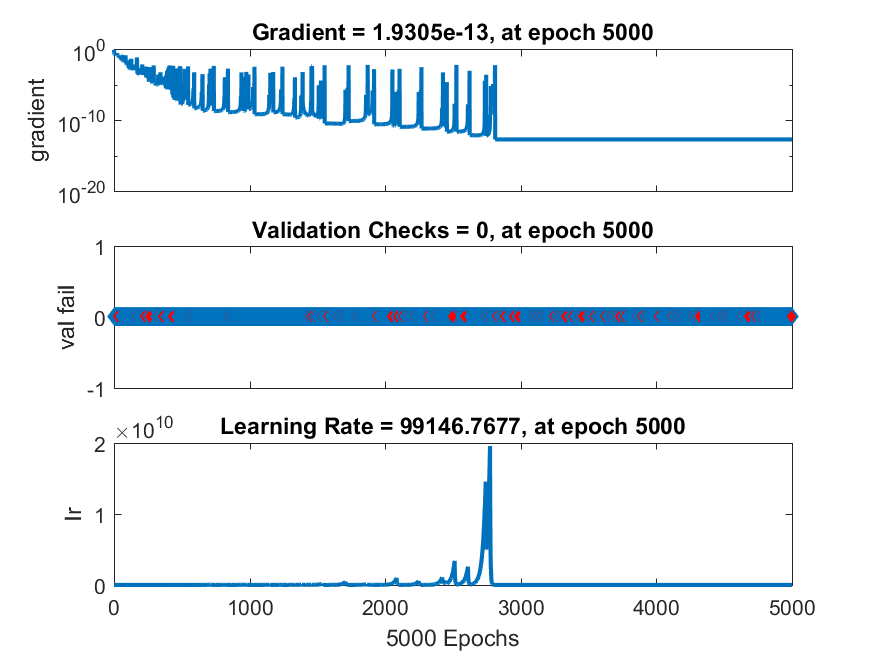 Gradient = 1.9305e-13, at epoch 5000
10^0
10^-10
10^-20
gradient
Validation Checks = 0, at epoch 5000
1
0
-1
val fail
Learning Rate = 99146.7677, at epoch 5000
×10^10
2
1
0
lr
0 1000 2000 3000 4000 5000
5000 Epochs